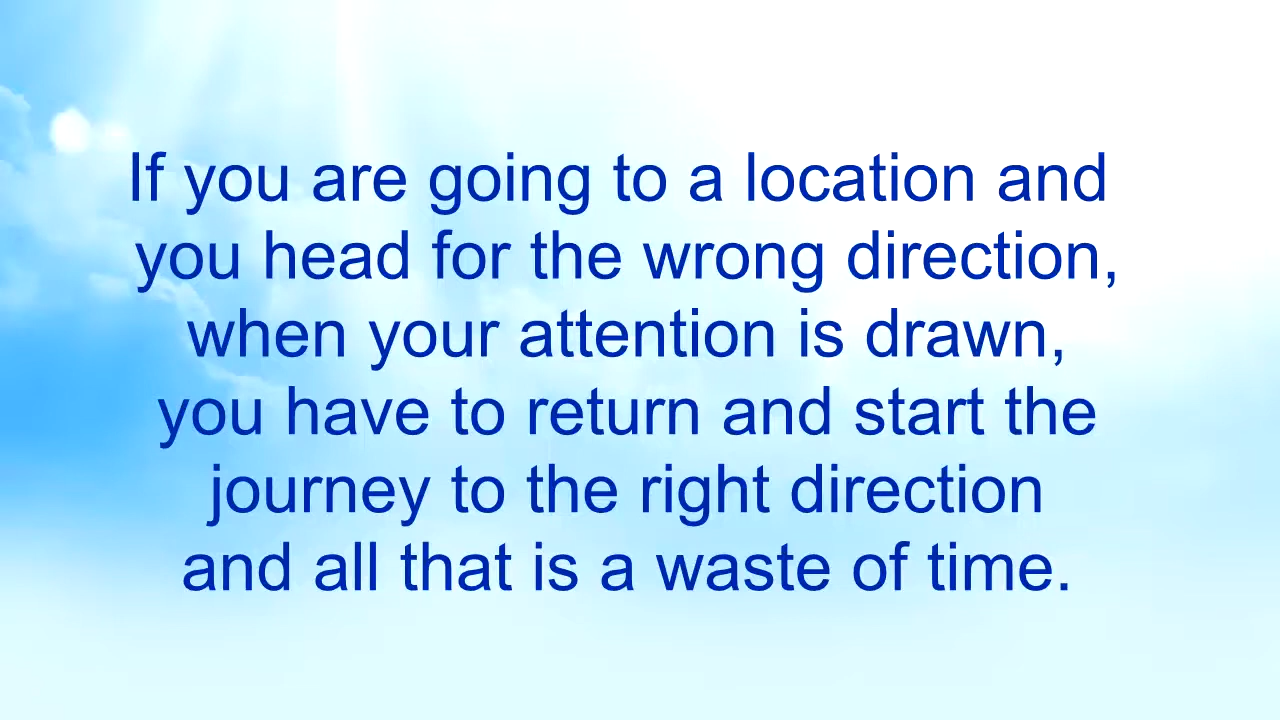 If you are going to a location and
you head for the wrong direction,
when your attention is drawn,
you have to return and start the
journey to the right direction
and all that is a waste of time.